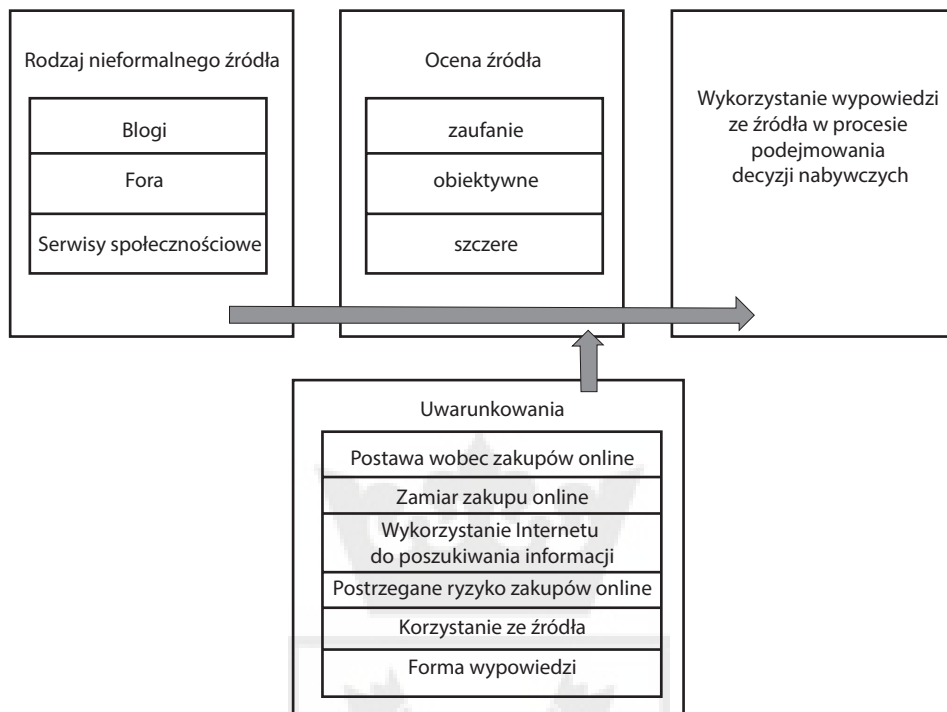 Rodzaj nieformalnego źródła
Blogi
Fora
Serwisy społecznościowe
Ocena źródła
zaufanie
obiektywne
szczere
Wykorzystanie wypowiedzi
ze źródła w procesie
podejmowania
decyzji nabywczych
Uwarunkowania
Postawa wobec zakupów online
Zamiar zakupu online
Wykorzystanie Internetu
do poszukiwania informacji
Postrzegane ryzyko zakupów online
Korzystanie ze źródła
Forma wypowiedzi